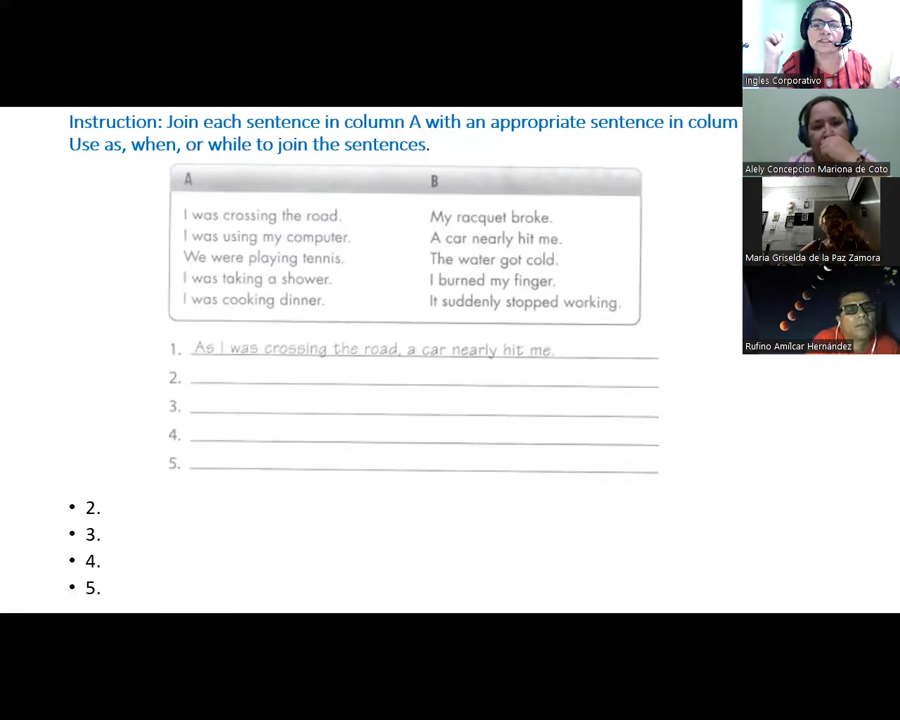 Instruction: Join each sentence in column A with an appropriate sentence in colum
Use as, when, or while to join the sentences.
A B
I was crossing the road. My racquet broke.
I was using my computer. A car nearly hit me.
We were playing tennis. The water got cold.
I was taking a shower. I burned my finger.
I was cooking dinner. It suddenly stopped working.
1. As I was crossing the road, a car nearly hit me.
2.
3.
4.
5.
• 2.
• 3.
• 4.
• 5.
Ingles Corporativo
Alely Concepcion Mariona de Coto
Maria Griselda de la Paz Zamora
Rufino Amílcar Hernández